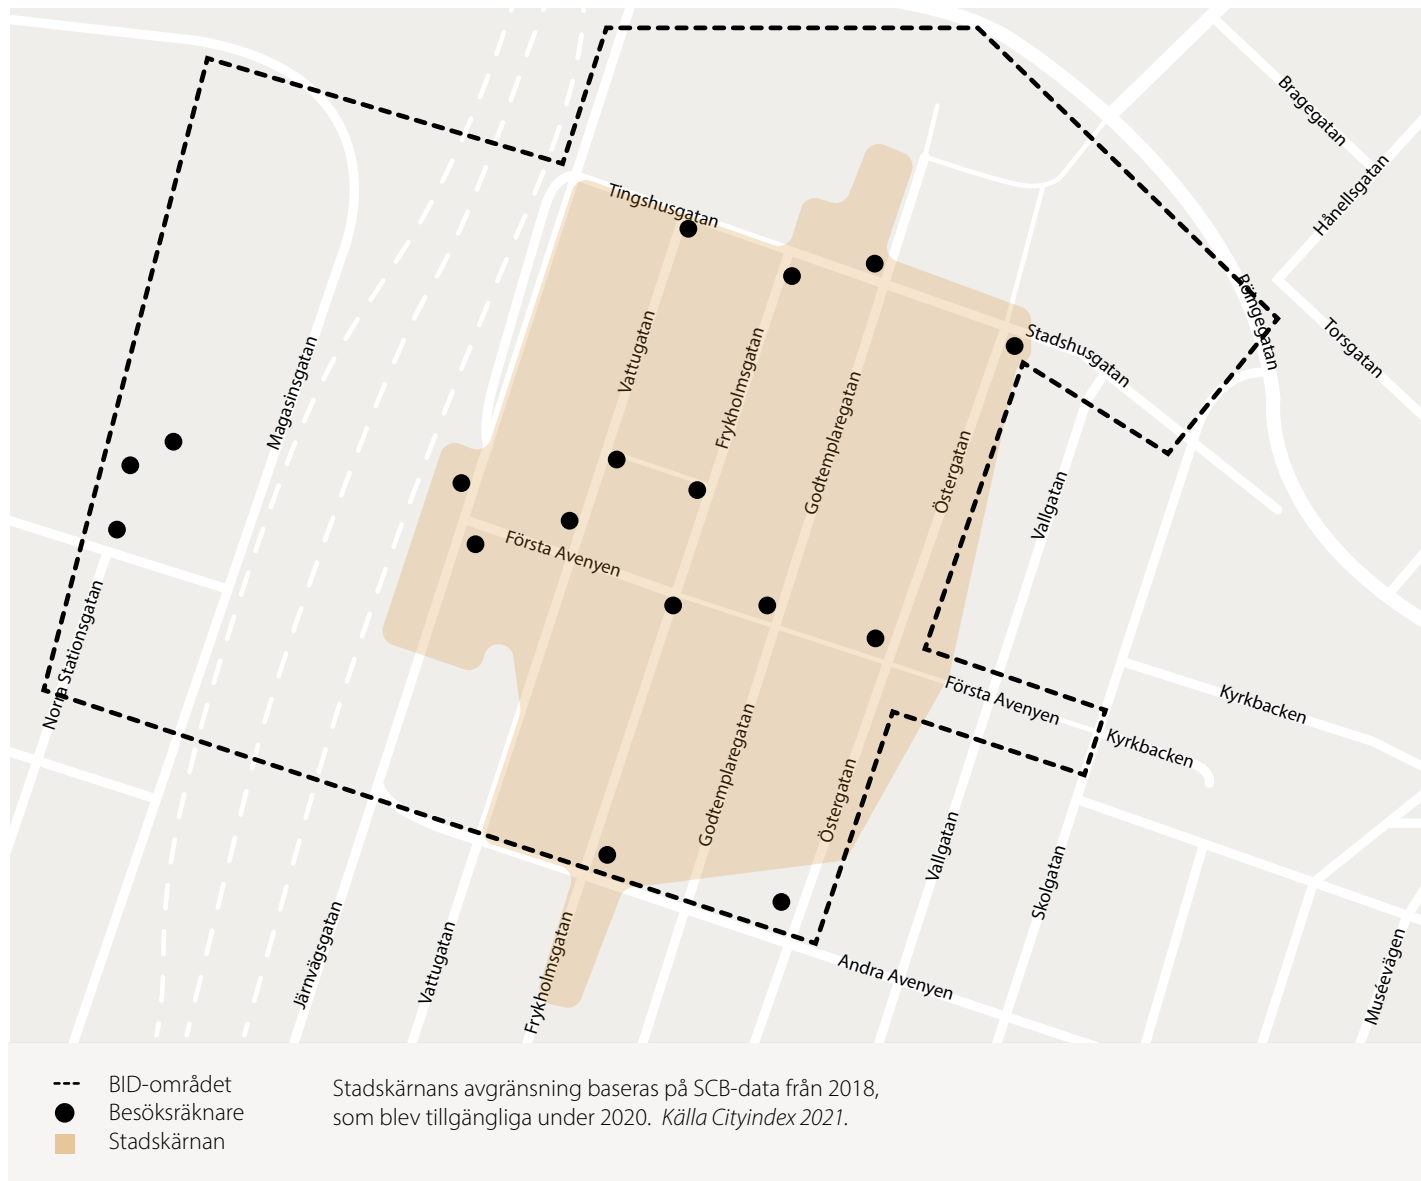 Bragegatan
Hånellsgatan
Tingshusgatan
Röingegatan
Torsgatan
Stadshusgatan
Vattugatan
Frykholmsgatan
Magasinsgatan
Godtemplaregatan
Östergatan
Vallgatan
Första Avenyen
Norra Stationsgatan
Första Avenyen
Kyrkbacken
Kyrkbacken
Godtemplaregatan
Östergatan
Vallgatan
Skolgatan
Järnvägsgatan
Vattugatan
Frykholmsgatan
Andra Avenyen
Muséevägen
BID-området
Besöksräknare
Stadskärnan
Stadskärnans avgränsning baseras på SCB-data från 2018,
som blev tillgängliga under 2020. Källa Cityindex 2021.